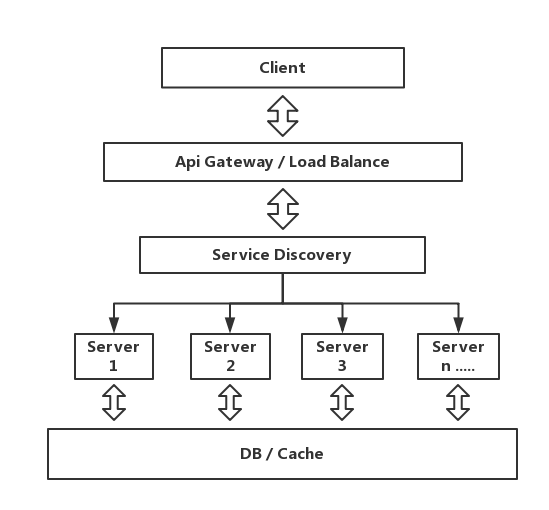 Client
Api Gateway / Load Balance
Service Discovery
Server
1
Server
2
Server
3
Server
n .....
DB / Cache